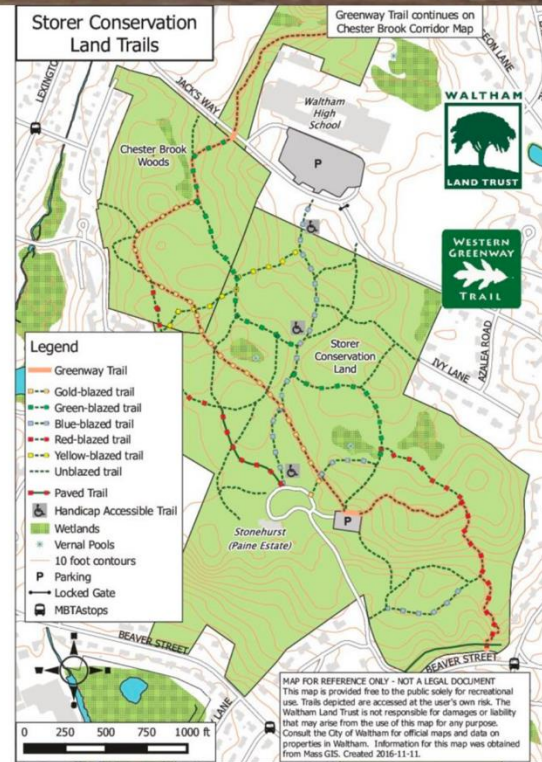 Storer Conservation
Land Trails
Greenway Trail continues on
Chester Brook Corridor Map
LEXINGTON
JACK'S WAY
EON LANE
Waltham
High
School
P
WALTHAM
LAND TRUST
Chester Brook
Woods
WESTERN
GREENWAY
TRAIL
Storer
Conservation
Land
IVY LANE
AZALEA ROAD
Legend
Greenway Trail
Gold-blazed trail
Green-blazed trail
Blue-blazed trail
Red-blazed trail
Yellow-blazed trail
Unblazed trail
Paved Trail
Handicap Accessible Trail
Wetlands
Vernal Pools
10 foot contours
P Parking
Locked Gate
MBTAstops
Stonehurst
(Paine Estate)
P
BEAVER STREET
BEAVER STREET
LANE
0 250 500 1000 ft
MAP FOR REFERENCE ONLY - NOT A LEGAL DOCUMENT
This map is provided free to the public solely for recreational
use. Trails depicted are accessed at the user's own risk. The
Waltham Land Trust is not responsible for damages or liability
that may arise from the use of this map for any purpose.
Consult the City of Waltham for official maps and data on
properties in Waltham. Information for this map was obtained
from Mass GIS. Created 2016-11-11.